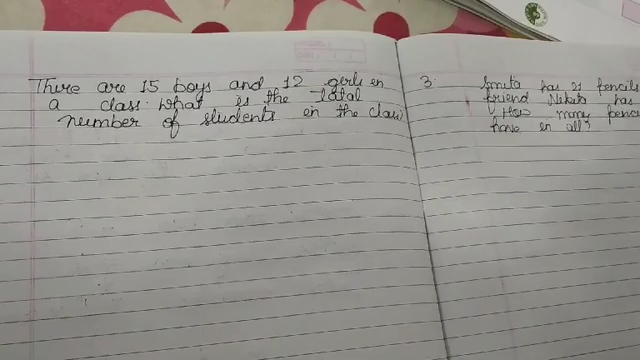 There are 15 boys and 12 girls in
a class. what is the total
number of students in the class
3. Smita has 21 pencils
friend Nikita has
How many penci
have in all?